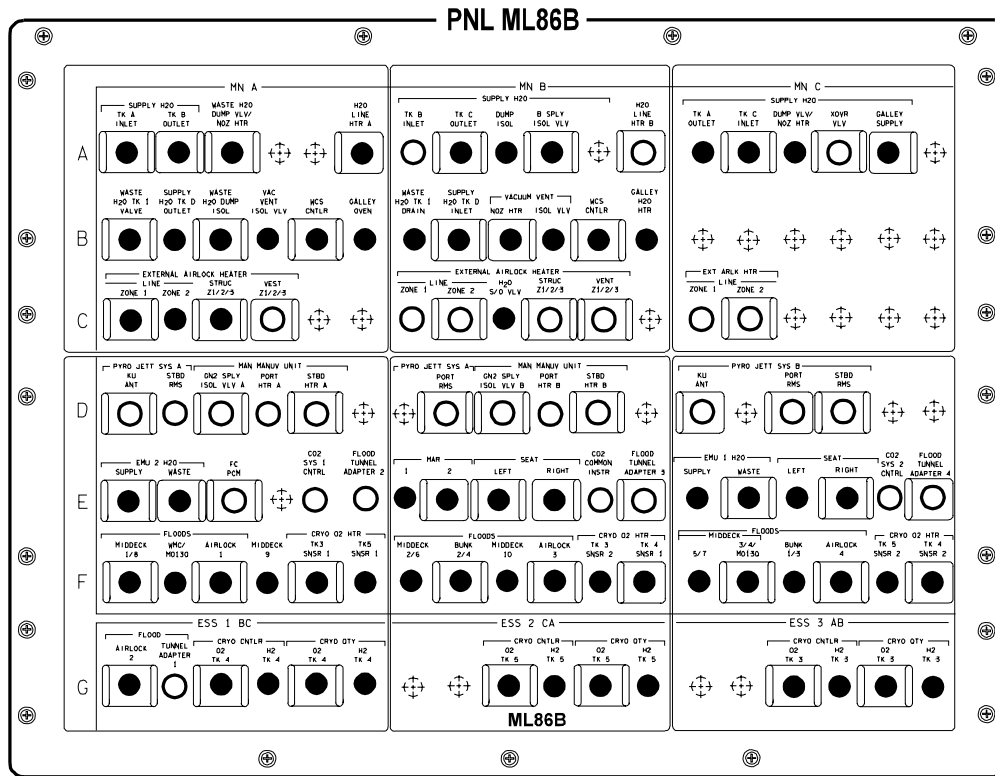 PNL ML86B
MN A
MN B
MN C
SUPPLY H2O
TK A
INLET
TK B
OUTLET
WASTE H2O
DUMP VLV/
NOZ HTR
H2O
LINE
HTR A
SUPPLY H2O
TK B
INLET
TK C
OUTLET
DUMP
ISOL
B SPLY
ISOL VLV
H2O
LINE
HTR B
SUPPLY H2O
TK A
OUTLET
TK C
INLET
DUMP VLV/
NOZ HTR
XOVR
VLV
GALLEY
SUPPLY
A
WASTE
H2O TK 1
VALVE
SUPPLY
H2O TK D
OUTLET
WASTE
H2O DUMP
ISOL
VAC
VENT
ISOL VLV
WCS
CNTLR
GALLEY
OVEN
WASTE
H2O TK 1
DRAIN
SUPPLY
H2O TK D
INLET
VACUUM VENT
NOZ HTR
ISOL VLV
WCS
CNTLR
GALLEY
H2O
HTR
B
EXTERNAL AIRLOCK HEATER
LINE
ZONE 1
ZONE 2
STRUC
Z1/2/3
VEST
Z1/2/3
EXTERNAL AIRLOCK HEATER
LINE
ZONE 1
ZONE 2
H2O
S/O VLV
STRUC
Z1/2/3
VENT
Z1/2/3
EXT ARLK HTR
LINE
ZONE 1
ZONE 2
C
PYRO JETT SYS A
KU
ANT
STBD
RMS
MAN MANUV UNIT
GN2 SPLY
ISOL VLV A
PORT
HTR A
STBD
HTR A
PYRO JETT SYS A
PORT
RMS
MAN MANUV UNIT
GN2 SPLY
ISOL VLV B
PORT
HTR B
STBD
HTR B
PYRO JETT SYS B
KU
ANT
PORT
RMS
STBD
RMS
D
EMU 2 H2O
SUPPLY
WASTE
FC
PCM
CO2
SYS 1
CNTRL
FLOOD
TUNNEL
ADAPTER 2
MAR
1
2
SEAT
LEFT
RIGHT
CO2
COMMON
INSTR
FLOOD
TUNNEL
ADAPTER 3
EMU 1 H2O
SUPPLY
WASTE
SEAT
LEFT
RIGHT
CO2
SYS 2
CNTRL
FLOOD
TUNNEL
ADAPTER 4
E
FLOODS
MIDDECK
1/8
WMC/
MO130
AIRLOCK
1
MIDDECK
9
CRYO O2 HTR
TK3
SNSR 1
TK5
SNSR 1
FLOODS
MIDDECK
2/6
BUNK
2/4
MIDDECK
10
AIRLOCK
3
CRYO O2 HTR
TK 3
SNSR 2
TK 4
SNSR 1
FLOODS
MIDDECK
5/7
3/4/
MO130
BUNK
1/3
AIRLOCK
4
CRYO O2 HTR
TK 5
SNSR 2
TK 4
SNSR 2
F
ESS 1 BC
ESS 2 CA
ESS 3 AB
FLOOD
AIRLOCK
2
TUNNEL
ADAPTER
1
CRYO CNTLR
O2
TK 4
H2
TK 4
CRYO QTY
O2
TK 4
H2
TK 4
CRYO CNTLR
O2
TK 5
H2
TK 5
CRYO QTY
O2
TK 5
H2
TK 5
CRYO CNTLR
O2
TK 3
H2
TK 3
CRYO QTY
O2
TK 3
H2
TK 3
G
ML86B